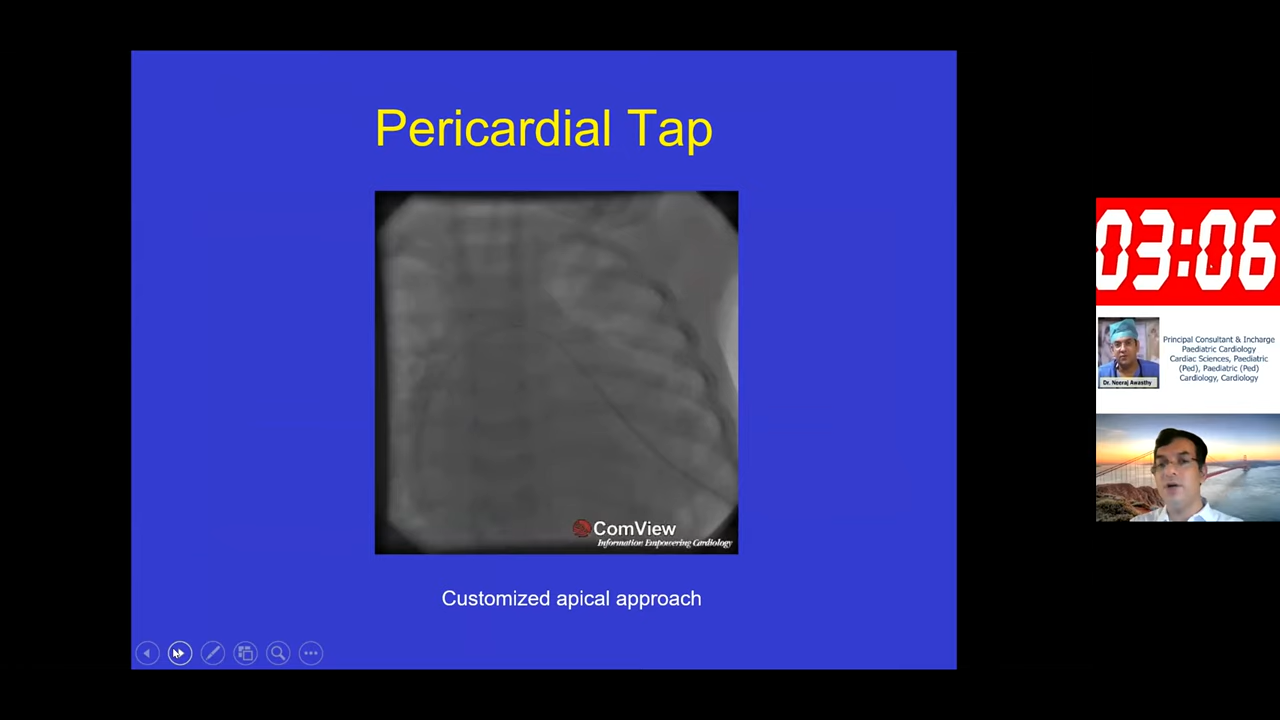 Pericardial Tap
ComView
Information Empowering Cardiology
Customized apical approach
03:06
Dr. Neeraj Awasthy
Principal Consultant & Incharge
Paediatric Cardiology
Cardiac Sciences, Paediatric
(Ped), Paediatric (Ped)
Cardiology, Cardiology